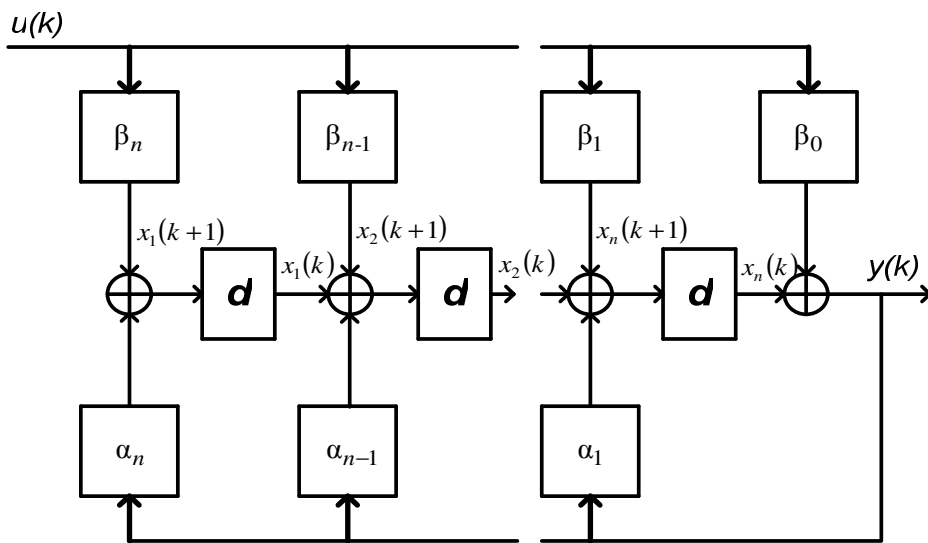 u(k)
βn βn-1 β1 β0
x1(k+1) x2(k+1) xn(k+1)
x1(k) x2(k) xn(k) y(k)
d d d
αn αn−1 α1